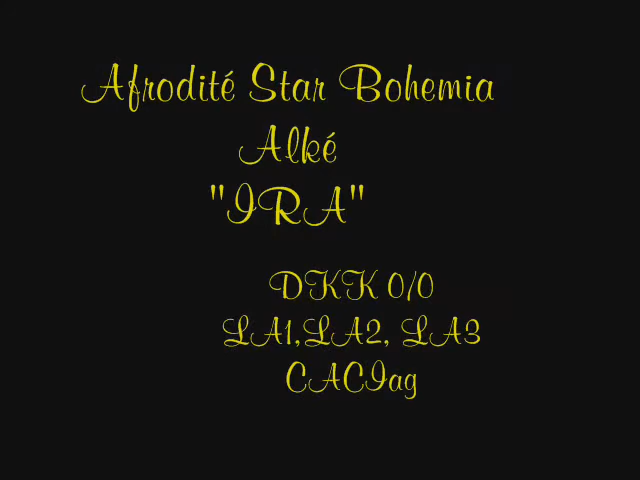 Afrodité Star Bohemia
Alké
"IRA"
DKK 0/0
LA1,LA2, LA3
CACIag